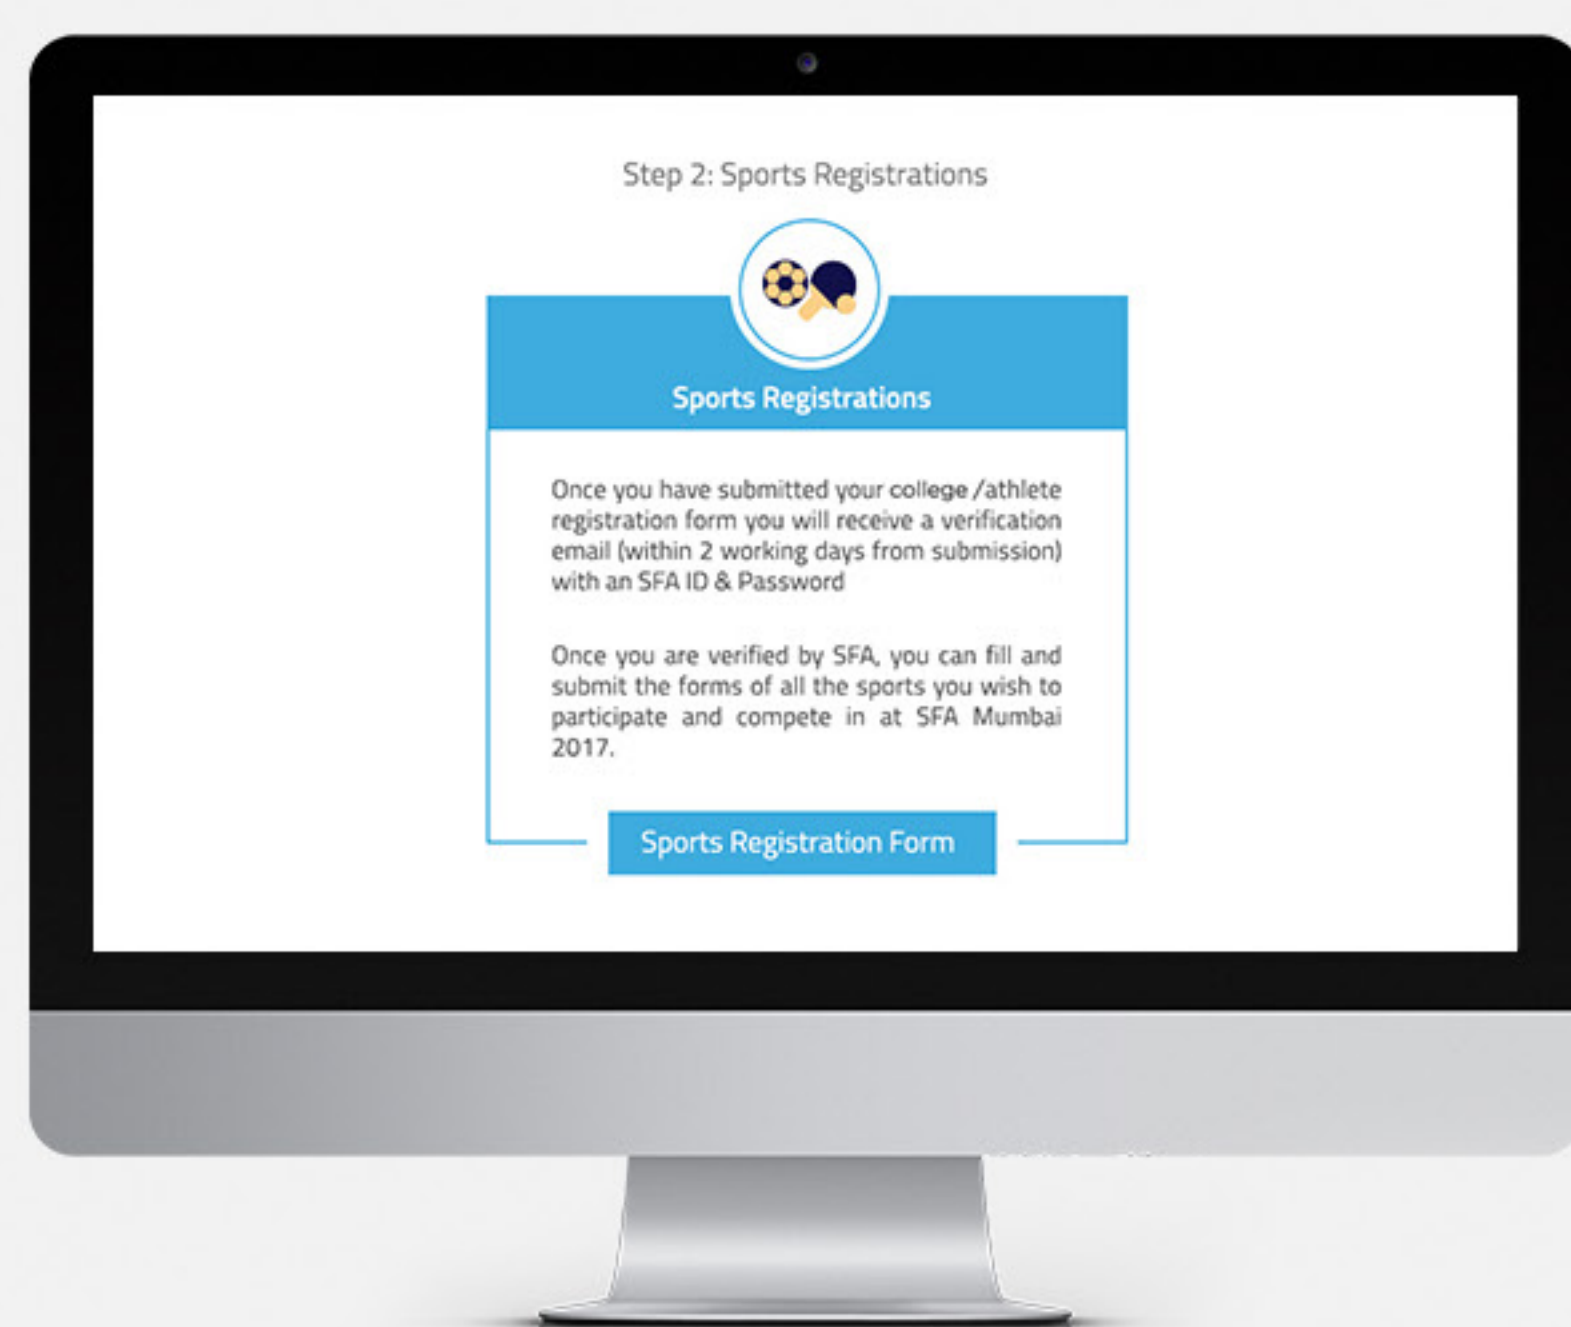 Step 2: Sports Registrations
Sports Registrations
Once you have submitted your college /athlete
registration form you will receive a verification
email (within 2 working days from submission)
with an SFA ID & Password
Once you are verified by SFA, you can fill and
submit the forms of all the sports you wish to
participate and compete in at SFA Mumbai
2017.
Sports Registration Form